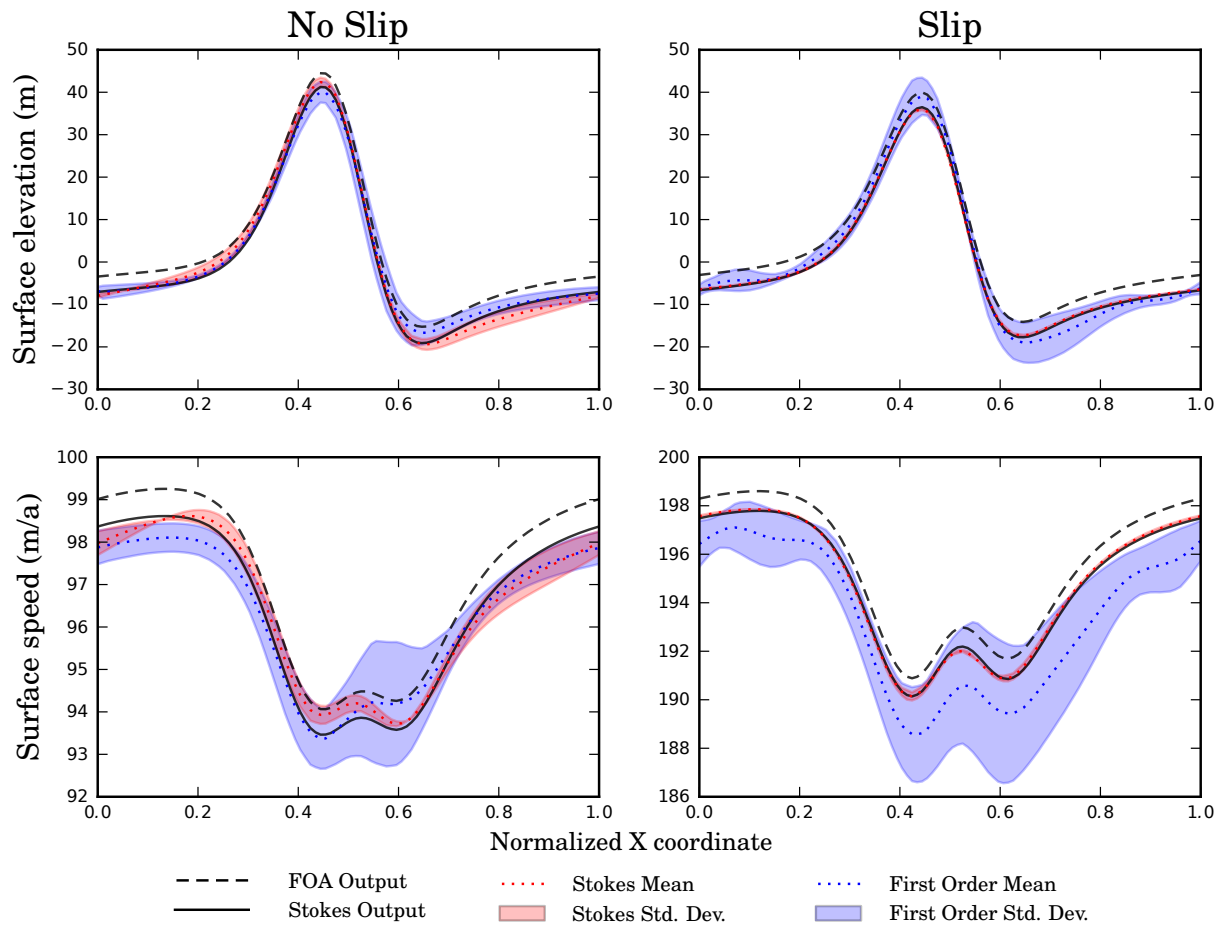 No Slip Slip
Surface elevation (m)
50 50
40 40
30 30
20 20
10 10
0 0
−10 −10
−20 −20
−30 −30
0.0 0.2 0.4 0.6 0.8 1.0 0.0 0.2 0.4 0.6 0.8 1.0
Surface speed (m/a)
100 200
99 198
98 196
97 194
96 192
95 190
94 188
93 186
92
0.0 0.2 0.4 0.6 0.8 1.0 0.0 0.2 0.4 0.6 0.8 1.0
Normalized X coordinate
FOA Output Stokes Mean First Order Mean
Stokes Output Stokes Std. Dev. First Order Std. Dev.